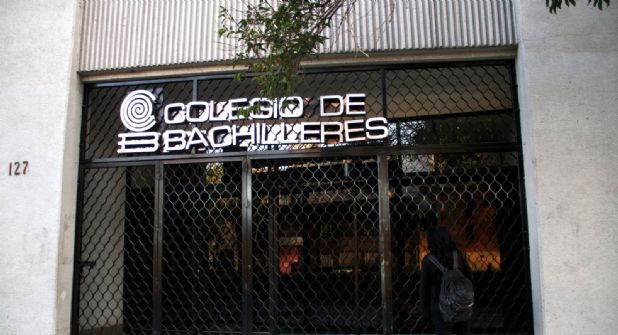 COLEGIO DE
BACHILLERES
127